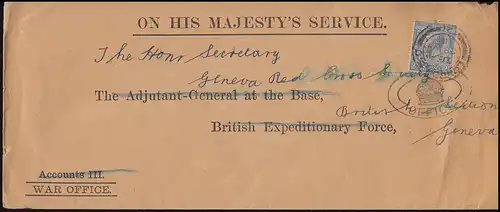 ON HIS MAJESTY'S SERVICE.
The Honr Secretary
Geneva Red Cross Society
The Adjutant-General at the Base,
British Expeditionary Force,
Geneva
Accounts III.
WAR OFFICE.